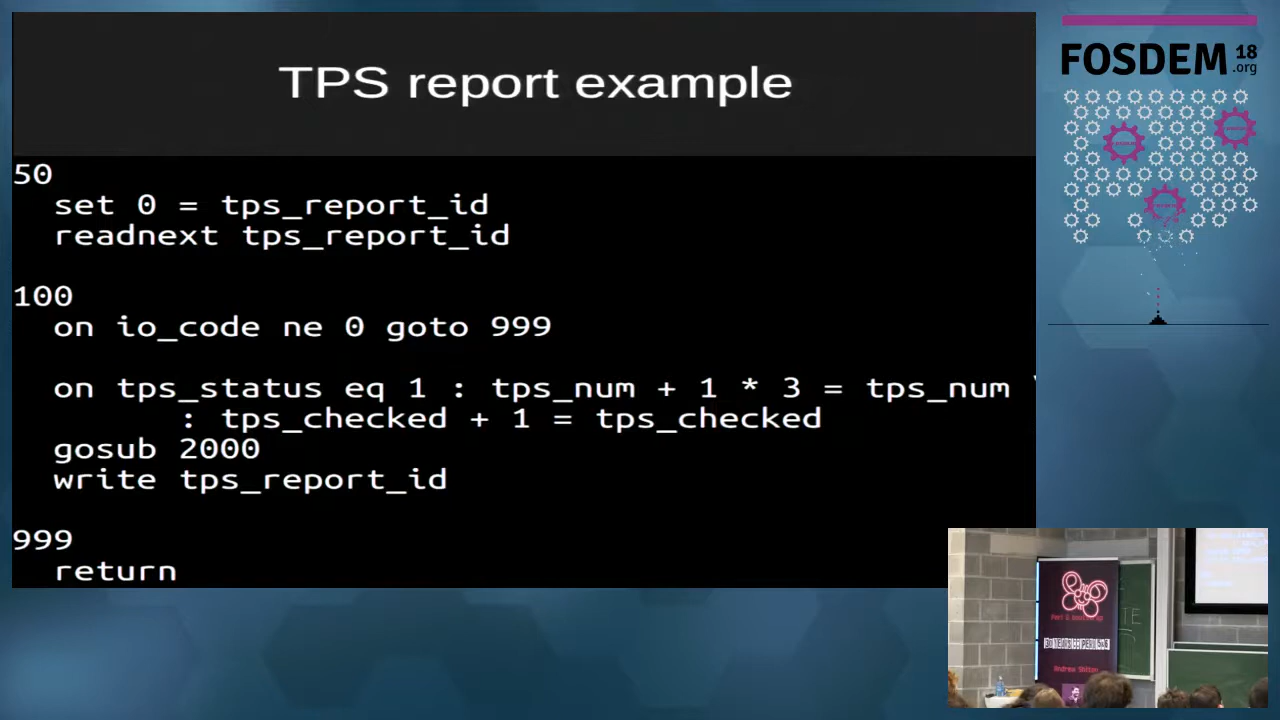 TPS report example
50
set 0 = tps_report_id
readnext tps_report_id
100
on io_code ne 0 goto 999
on tps_status eq 1 : tps_num + 1 * 3 = tps_num \
: tps_checked + 1 = tps_checked
gosub 2000
write tps_report_id
999
return
FOSDEM 18
.org